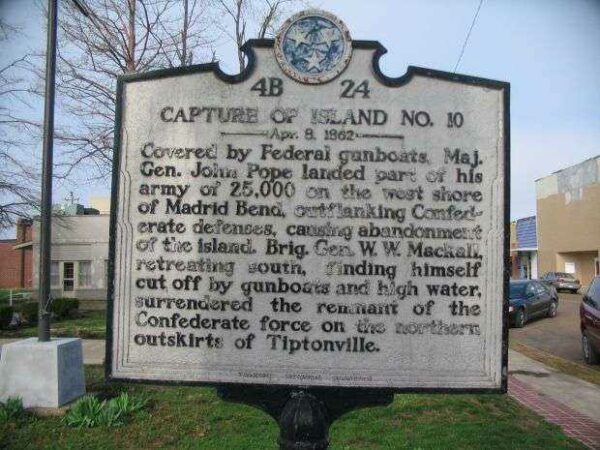 4B 24
CAPTURE OF ISLAND NO. 10
Apr. 8, 1862
Covered by Federal gunboats, Maj.
Gen. John Pope landed part of his
army of 25,000 on the west shore
of Madrid Bend, outflanking Confed-
erate defenses, causing abandonment
of the island. Brig. Gen. W. W. Mackall,
retreating south, finding himself
cut off by gunboats and high water,
surrendered the remnant of the
Confederate force on the northern
outskirts of Tiptonville.